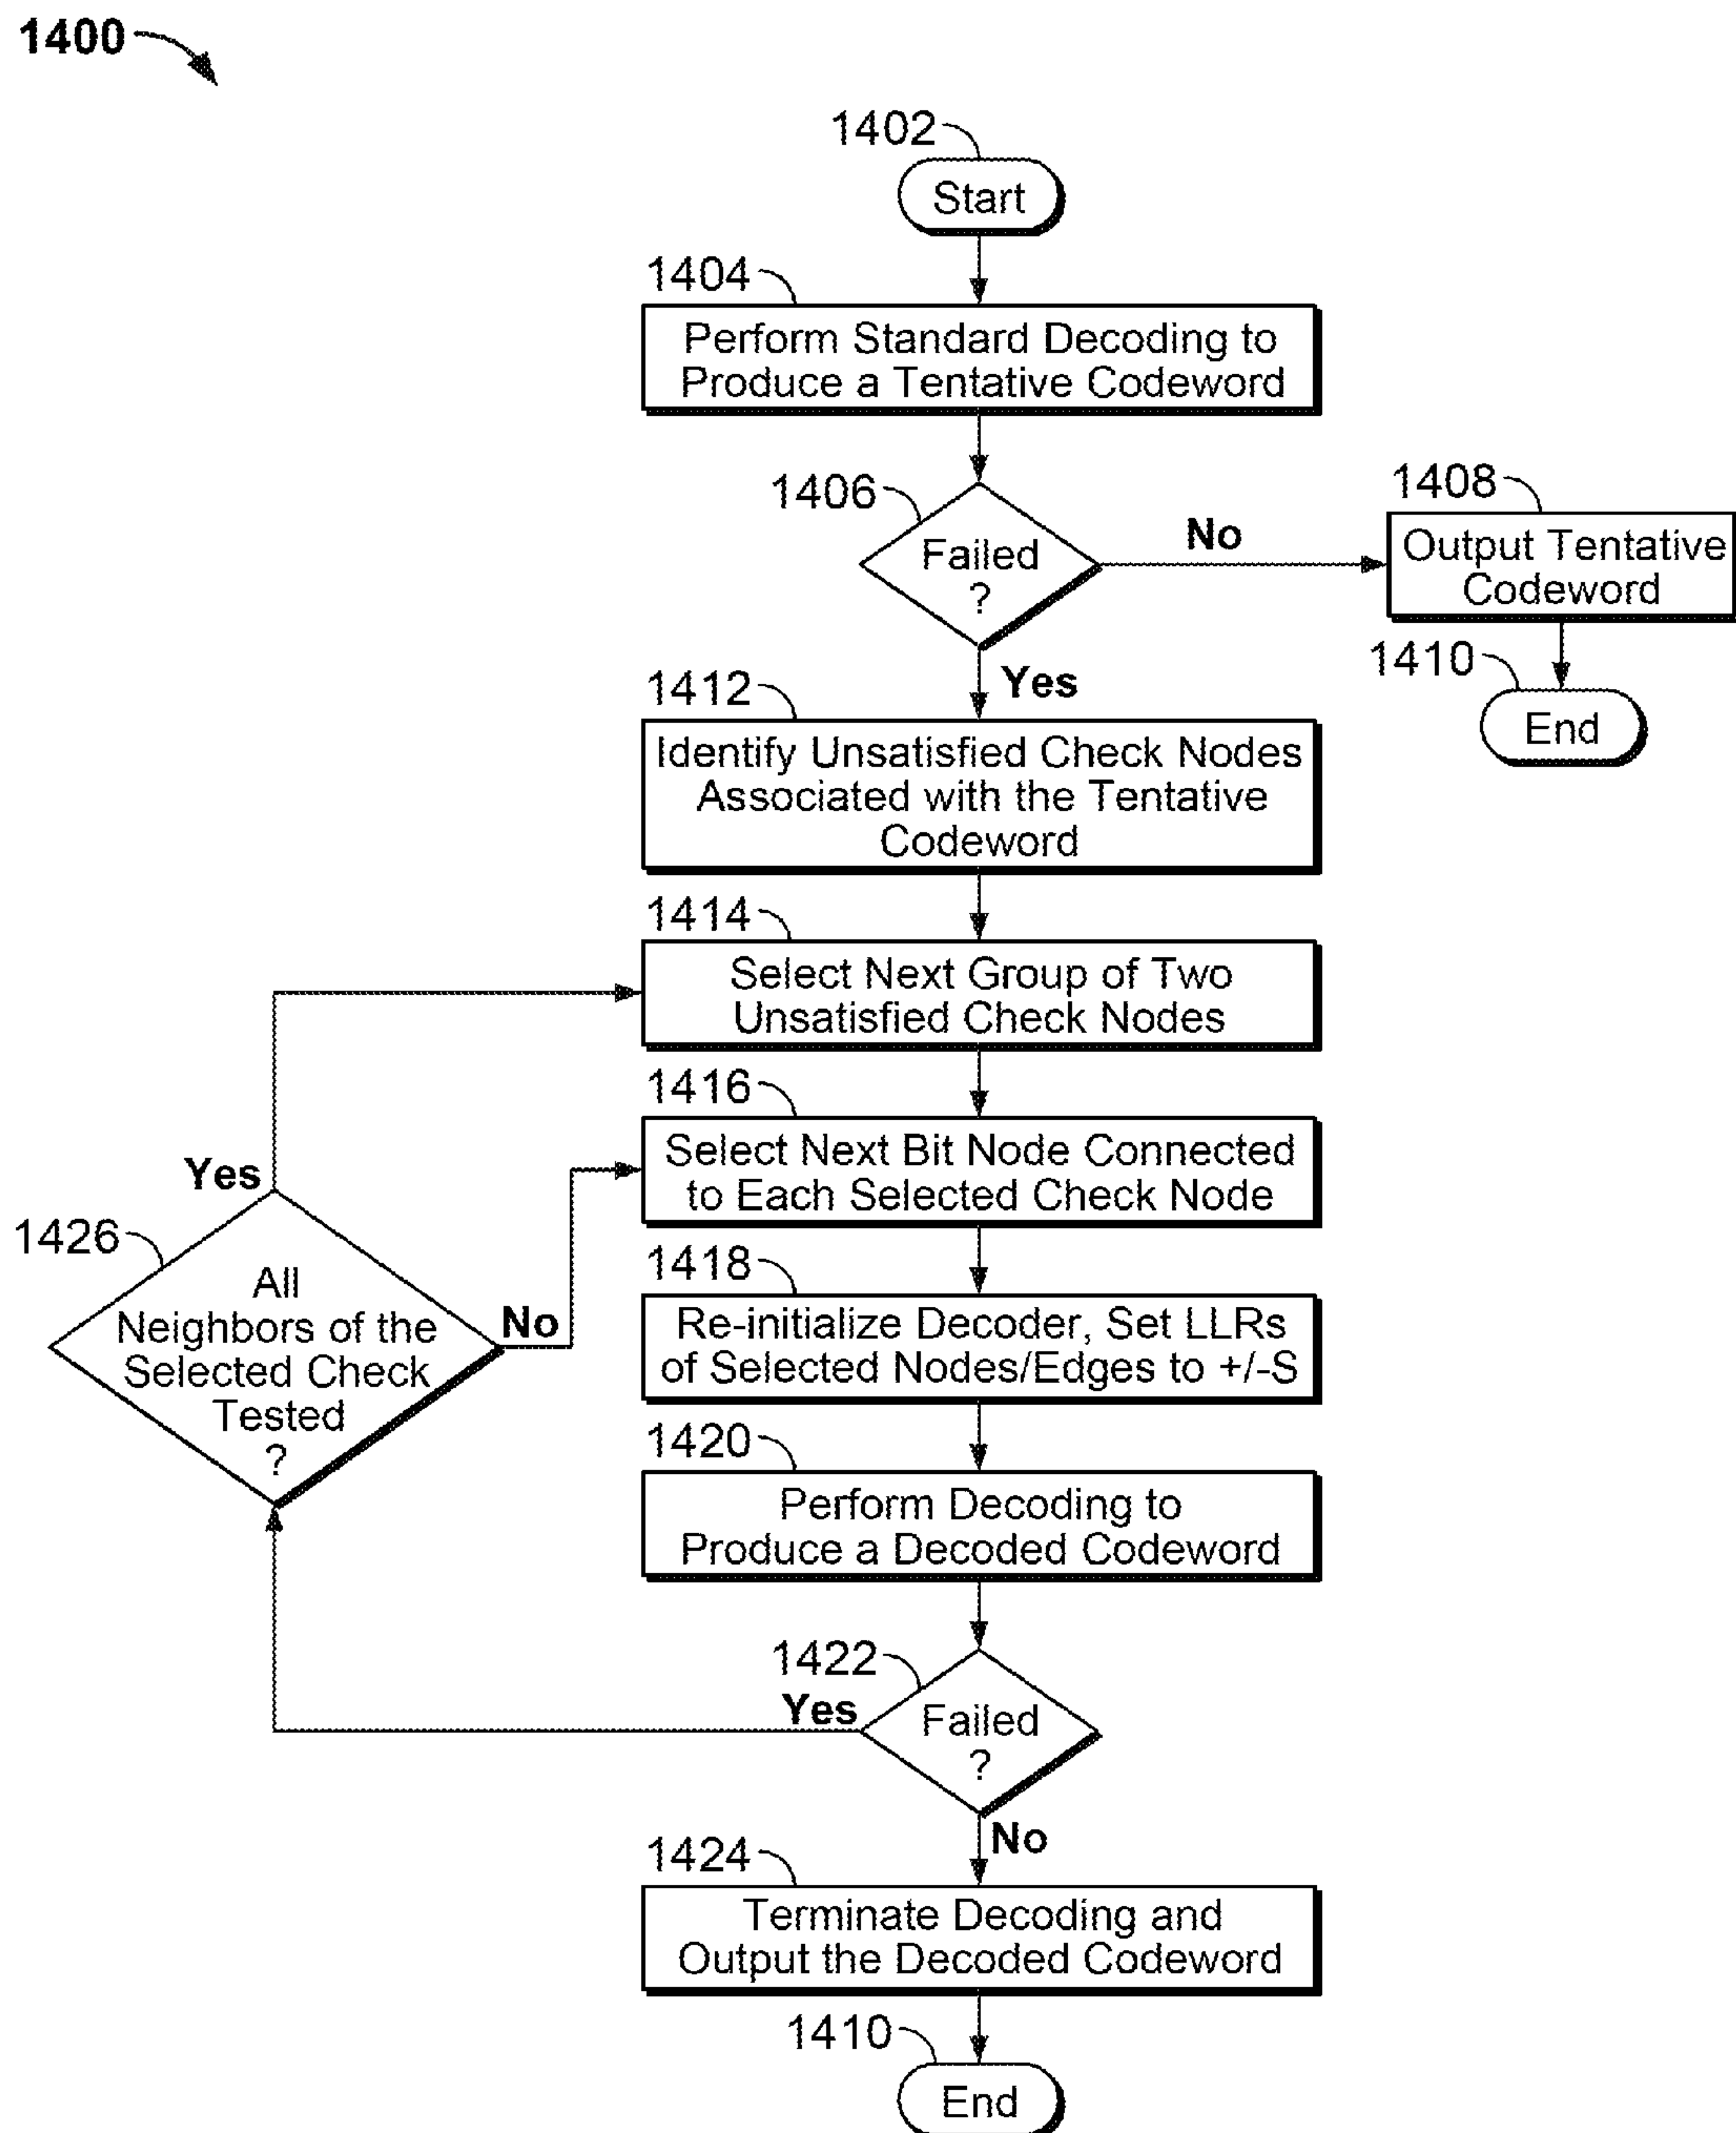 1400
1402
Start
1404
Perform Standard Decoding to
Produce a Tentative Codeword
1406
Failed
?
No
1408
Output Tentative
Codeword
1410
End
Yes
1412
Identify Unsatisfied Check Nodes
Associated with the Tentative
Codeword
1414
Select Next Group of Two
Unsatisfied Check Nodes
1416
Select Next Bit Node Connected
to Each Selected Check Node
Yes
1426
All
Neighbors of the
Selected Check
Tested
?
No
1418
Re-initialize Decoder, Set LLRs
of Selected Nodes/Edges to +/-S
1420
Perform Decoding to
Produce a Decoded Codeword
1422
Yes
Failed
?
No
1424
Terminate Decoding and
Output the Decoded Codeword
1410
End